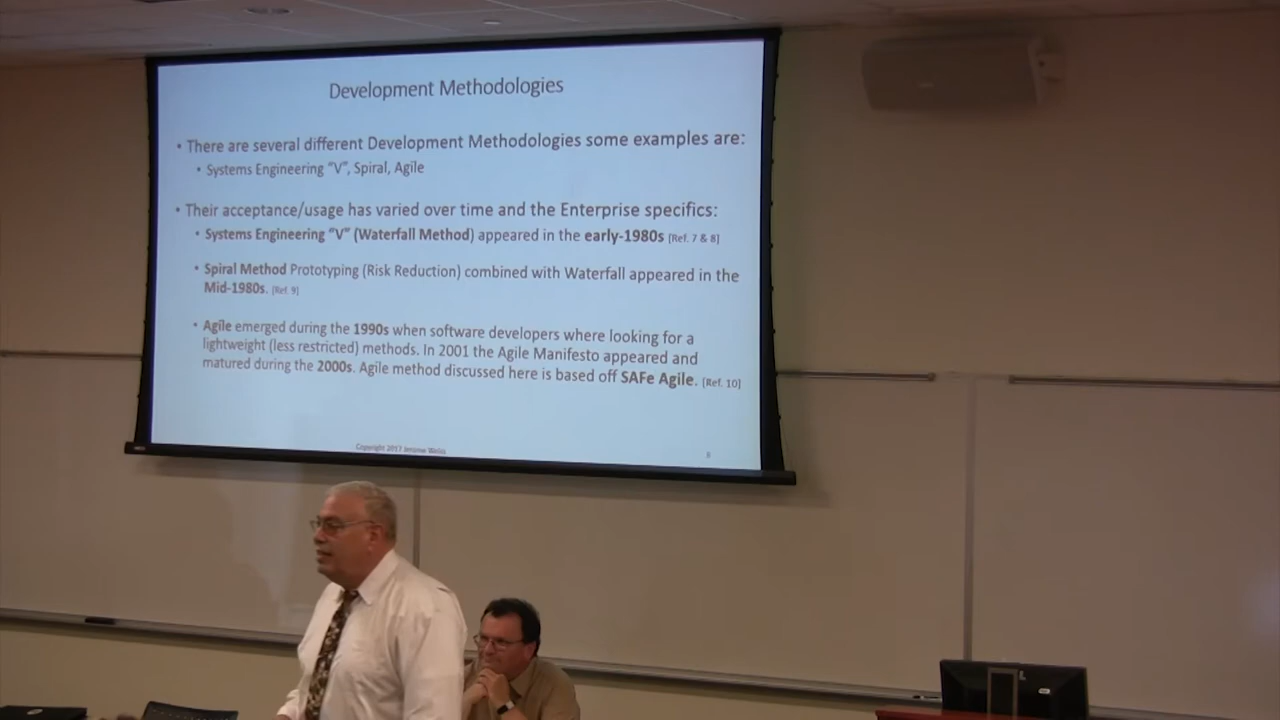 Development Methodologies
• There are several different Development Methodologies some examples are:
• Systems Engineering “V”, Spiral, Agile
• Their acceptance/usage has varied over time and the Enterprise specifics:
• Systems Engineering “V” (Waterfall Method) appeared in the early-1980s [Ref. 7 & 8]
• Spiral Method Prototyping (Risk Reduction) combined with Waterfall appeared in the
Mid-1980s. [Ref. 9]
• Agile emerged during the 1990s when software developers where looking for a
lightweight (less restricted) methods. In 2001 the Agile Manifesto appeared and
matured during the 2000s. Agile method discussed here is based off SAFe Agile. [Ref. 10]
Copyright 2017 Jerome Weiss
8